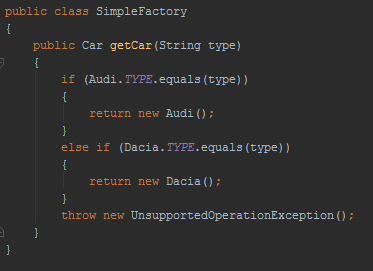 public class SimpleFactory
{
    public Car getCar(String type)
    {
        if (Audi.TYPE.equals(type))
        {
            return new Audi();
        }
        else if (Dacia.TYPE.equals(type))
        {
            return new Dacia();
        }
        throw new UnsupportedOperationException();
    }
}